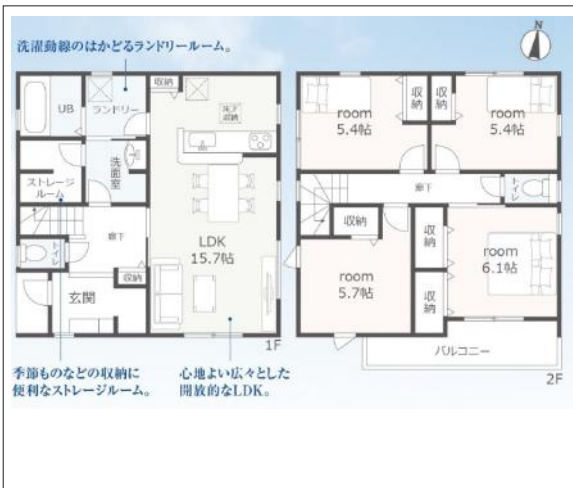 洗濯動線のはかどるランドリールーム。
N
UB
ランドリー
収納
床下
収納
ストレージ
ルーム
洗面室
廊下
トイレ
収納
玄関
LDK
15.7帖
1F
季節ものなどの収納に
便利なストレージルーム。
心地よい広々とした
開放的なLDK。
room
5.4帖
収納
収納
room
5.4帖
廊下
トイレ
収納
room
5.7帖
収納
収納
room
6.1帖
バルコニー
2F